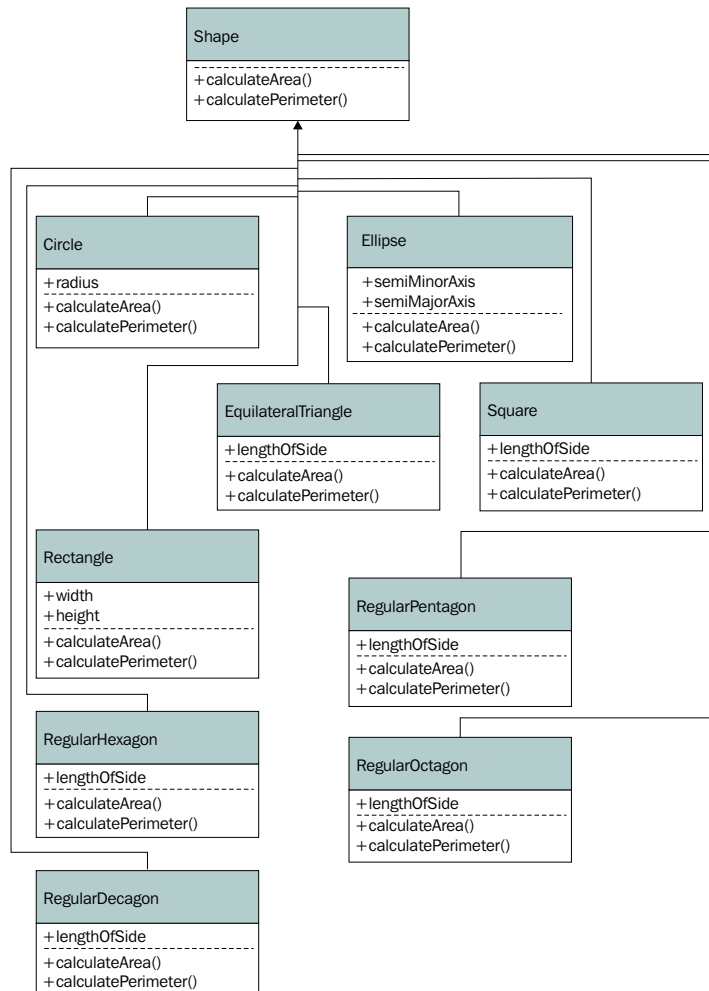 Shape
+calculateArea()
+calculatePerimeter()
Circle
+radius
+calculateArea()
+calculatePerimeter()
Ellipse
+semiMinorAxis
+semiMajorAxis
+calculateArea()
+calculatePerimeter()
EquilateralTriangle
+lengthOfSide
+calculateArea()
+calculatePerimeter()
Square
+lengthOfSide
+calculateArea()
+calculatePerimeter()
Rectangle
+width
+height
+calculateArea()
+calculatePerimeter()
RegularPentagon
+lengthOfSide
+calculateArea()
+calculatePerimeter()
RegularHexagon
+lengthOfSide
+calculateArea()
+calculatePerimeter()
RegularOctagon
+lengthOfSide
+calculateArea()
+calculatePerimeter()
RegularDecagon
+lengthOfSide
+calculateArea()
+calculatePerimeter()